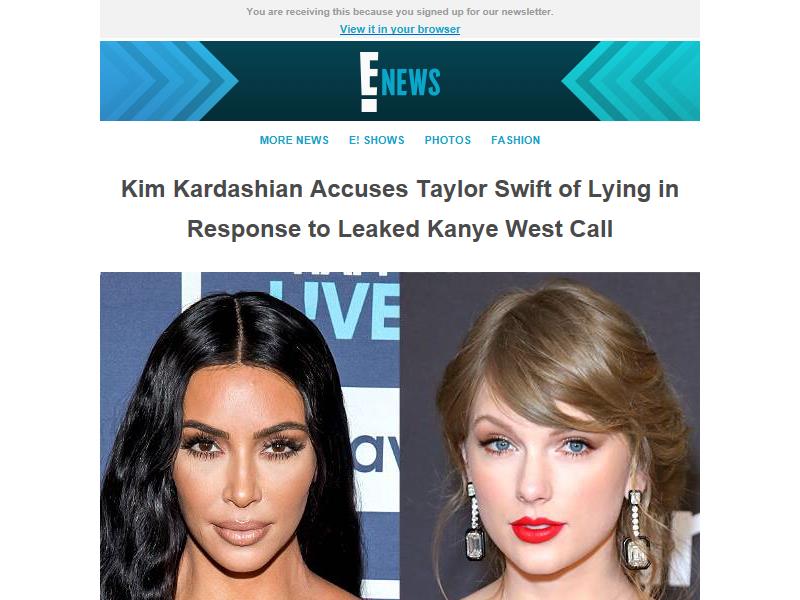 You are receiving this because you signed up for our newsletter.
View it in your browser
E! NEWS
MORE NEWS E! SHOWS PHOTOS FASHION
Kim Kardashian Accuses Taylor Swift of Lying in
Response to Leaked Kanye West Call
L!VE
av